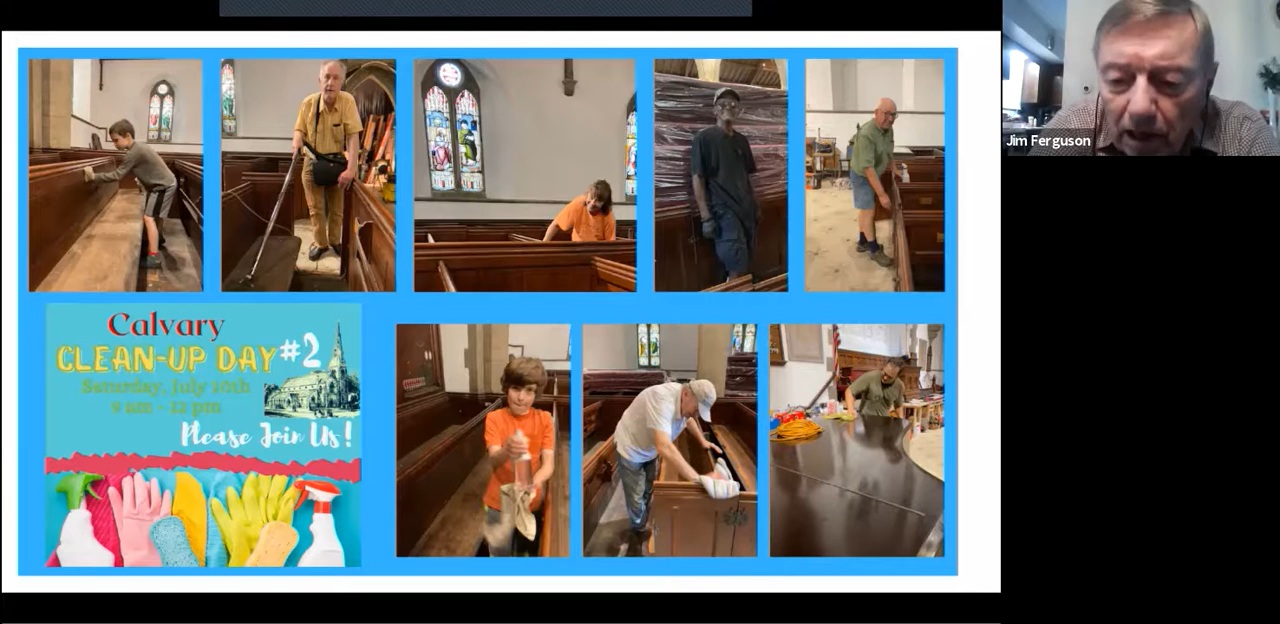 Jim Ferguson
Calvary
CLEAN-UP DAY #2
Saturday, July 10th
9 am - 12 pm
Please Join Us!